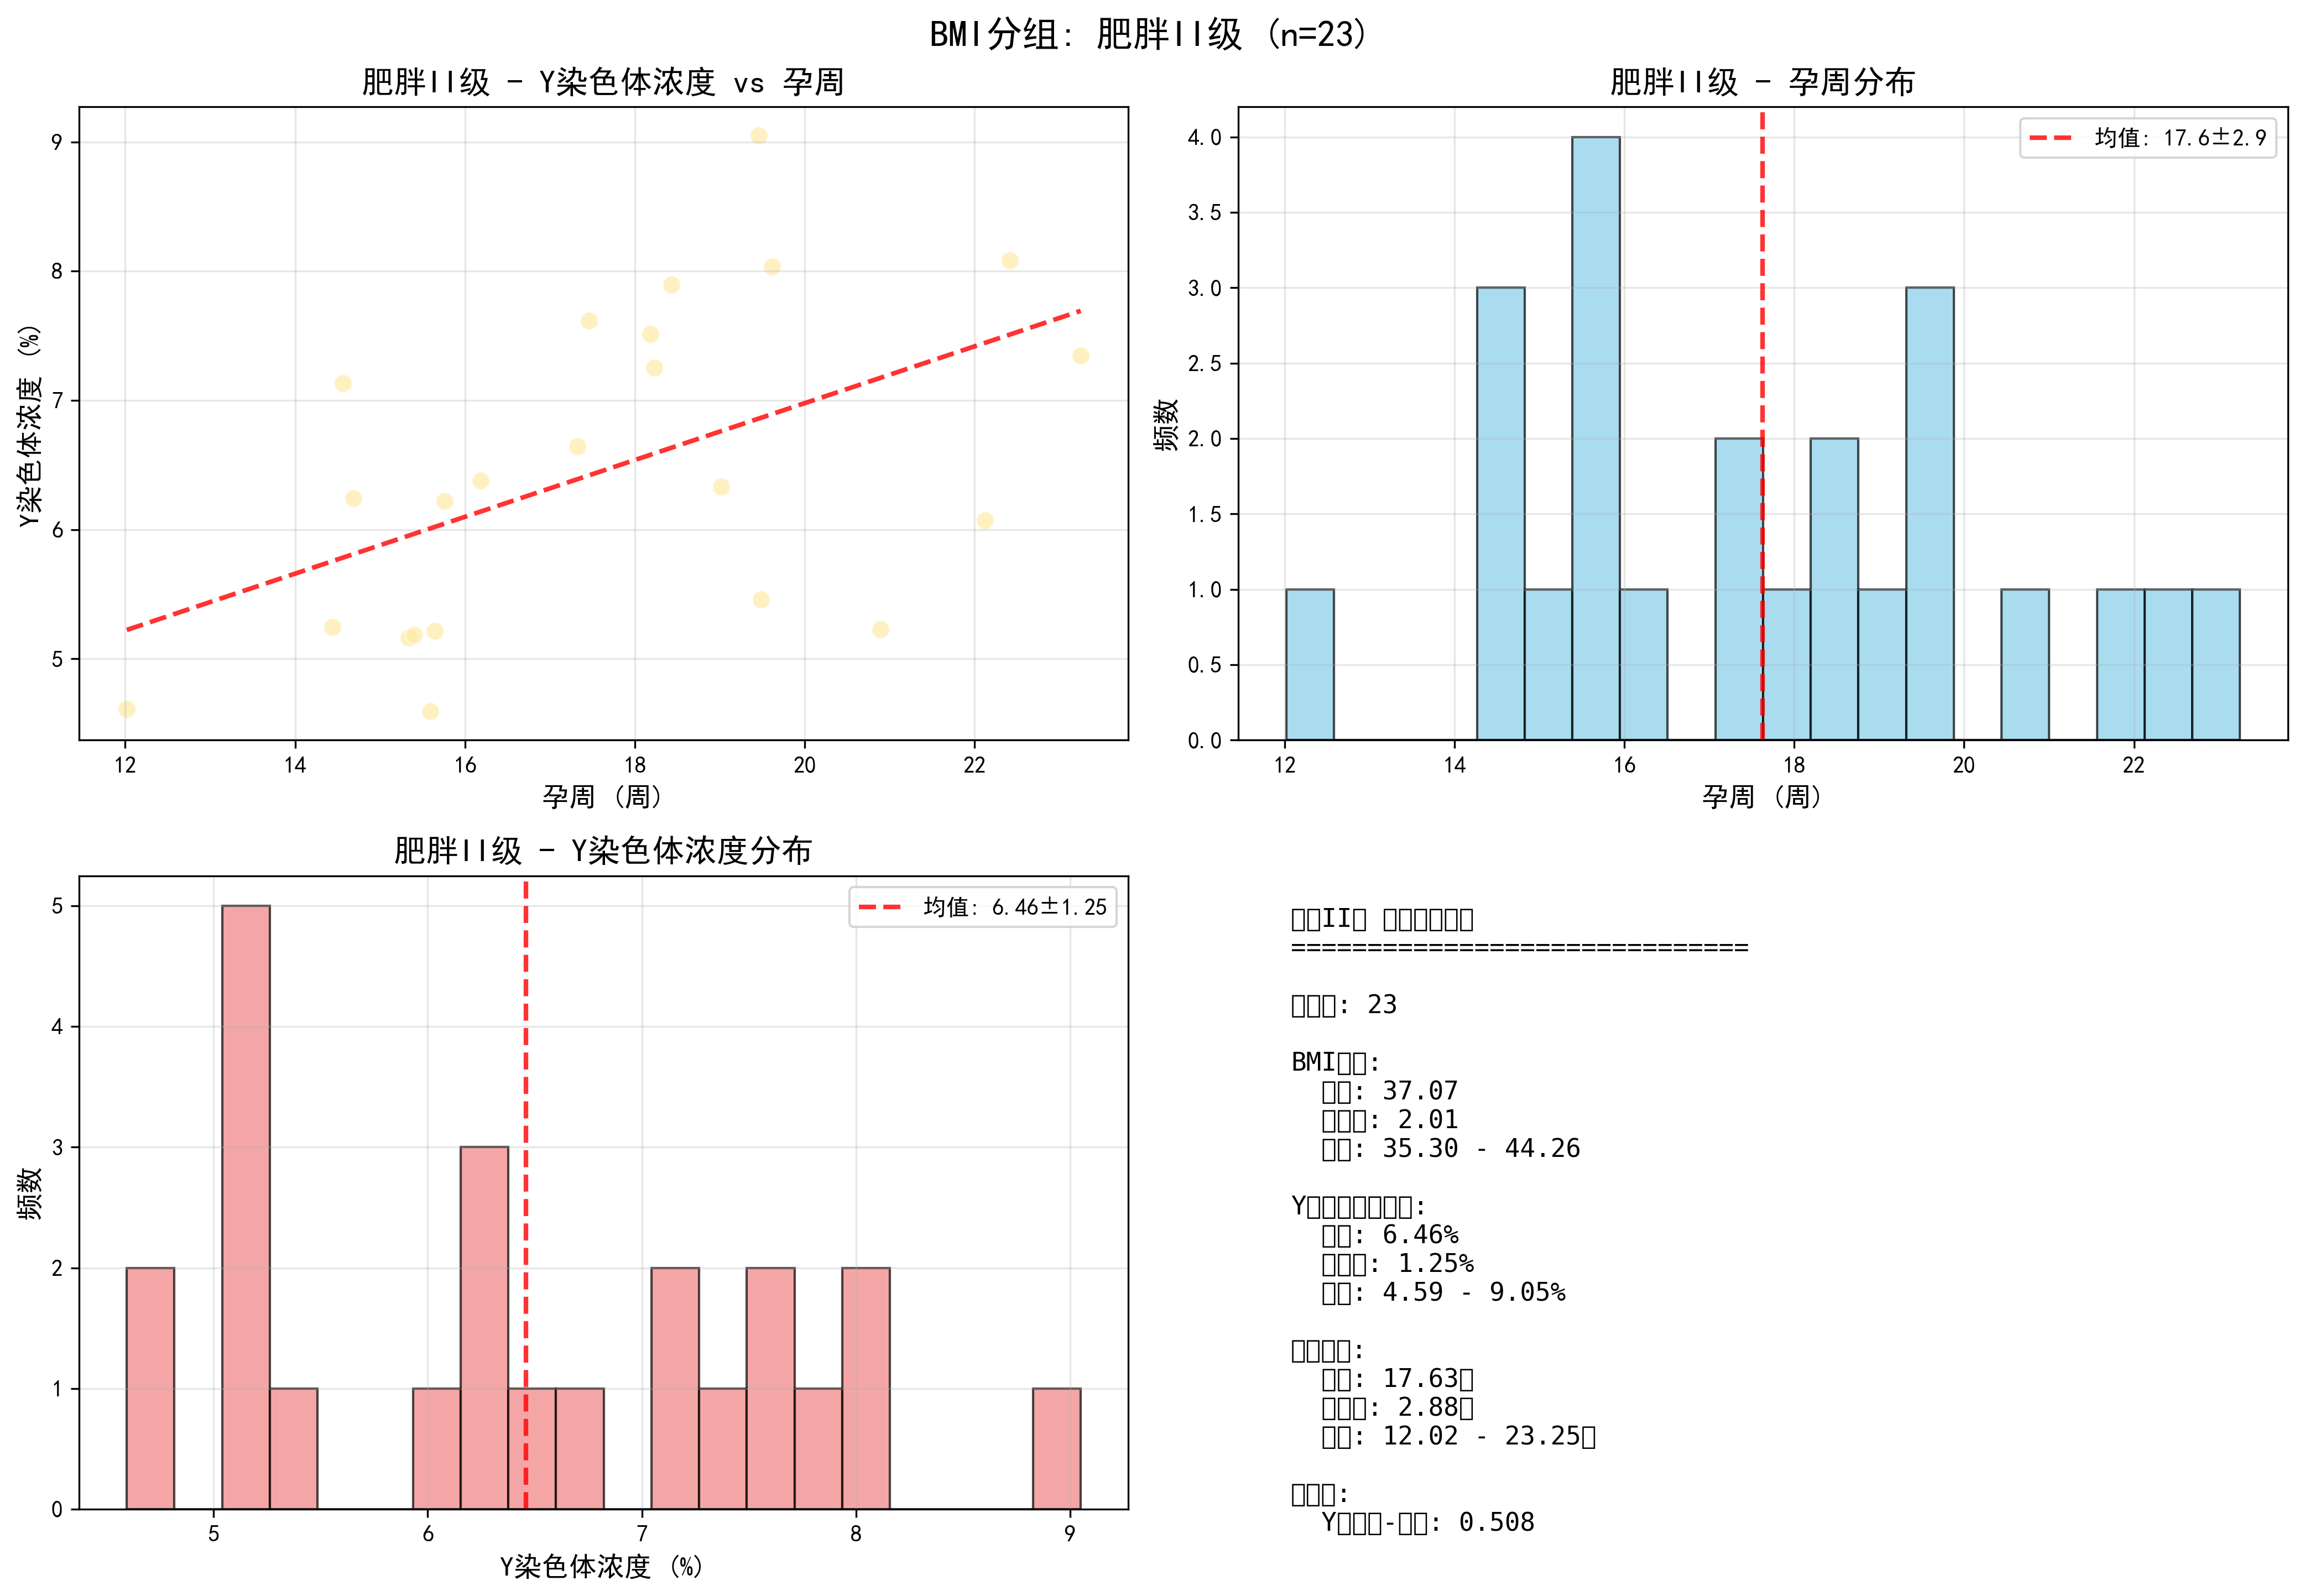 BMI分组: 肥胖II级 (n=23)
肥胖II级 - Y染色体浓度 vs 孕周
Y染色体浓度 (%)
9
8
7
6
5
12 14 16 18 20 22
孕周 (周)
肥胖II级 - 孕周分布
均值: 17.6±2.9
频数
4.0
3.5
3.0
2.5
2.0
1.5
1.0
0.5
0.0
12 14 16 18 20 22
孕周 (周)
肥胖II级 - Y染色体浓度分布
均值: 6.46±1.25
频数
5
4
3
2
1
0
5 6 7 8 9
Y染色体浓度 (%)
□□II□ □□□□□□
==============================
□□□: 23
BMI□□:
□□: 37.07
□□□: 2.01
□□: 35.30 - 44.26
Y□□□□□□□:
□□: 6.46%
□□□: 1.25%
□□: 4.59 - 9.05%
□□□□:
□□: 17.63□
□□□: 2.88□
□□: 12.02 - 23.25□
□□□:
Y□□□-□□: 0.508